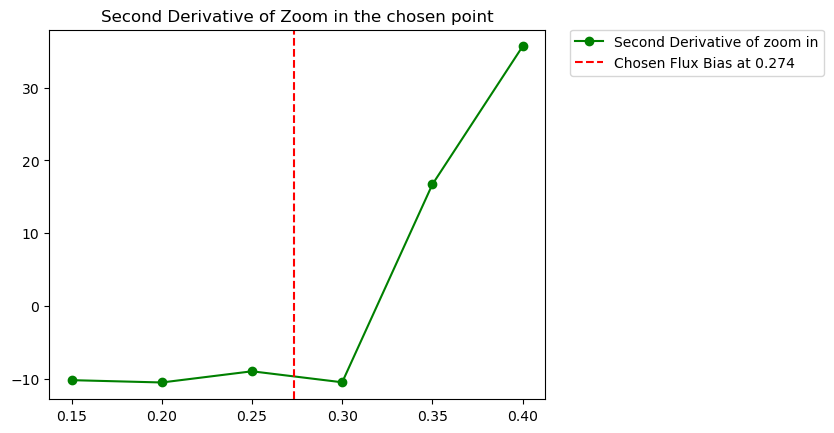 Second Derivative of Zoom in the chosen point
Second Derivative of zoom in
Chosen Flux Bias at 0.274
30
20
10
0
−10
0.15 0.20 0.25 0.30 0.35 0.40